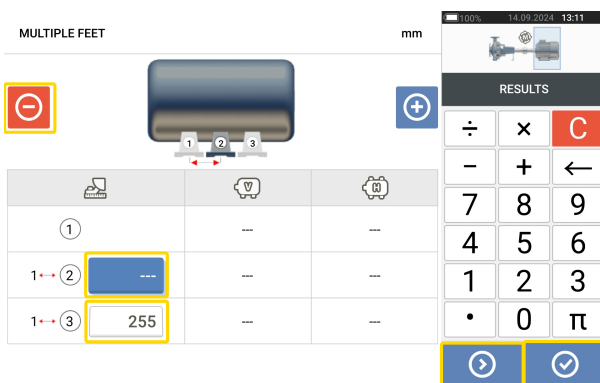 100% 14.09.2024 13:11
MULTIPLE FEET mm
RESULTS
1 2 3
V H
1 --- ---
1 2 --- --- ---
1 3 255 --- ---
÷ × C
− + ←
7 8 9
4 5 6
1 2 3
• 0 π